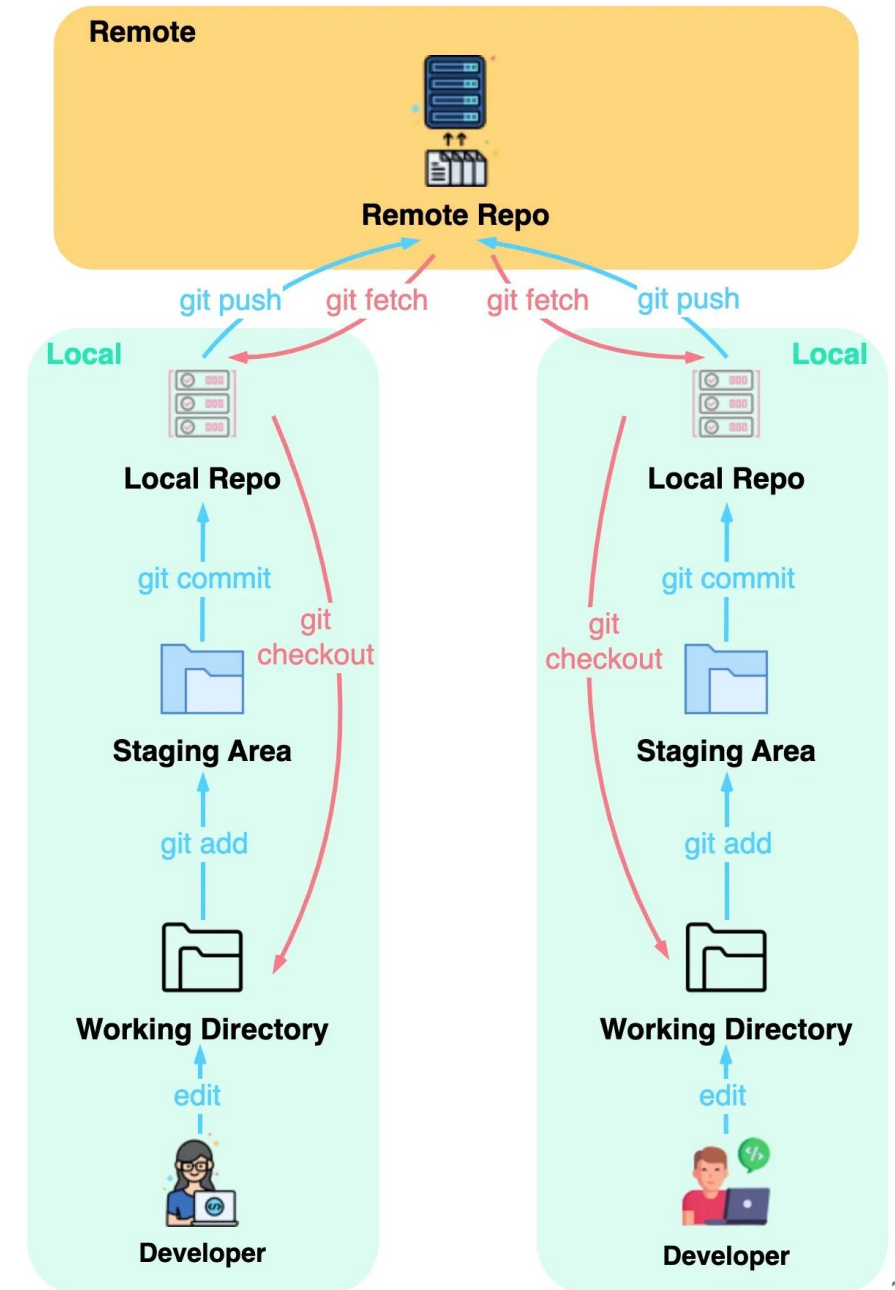 Remote
Remote Repo
git push
git fetch
git fetch
git push
Local
Local
Local Repo
Local Repo
git commit
git commit
git
checkout
git
checkout
Staging Area
Staging Area
git add
git add
Working Directory
Working Directory
edit
edit
</>
</>
Developer
Developer